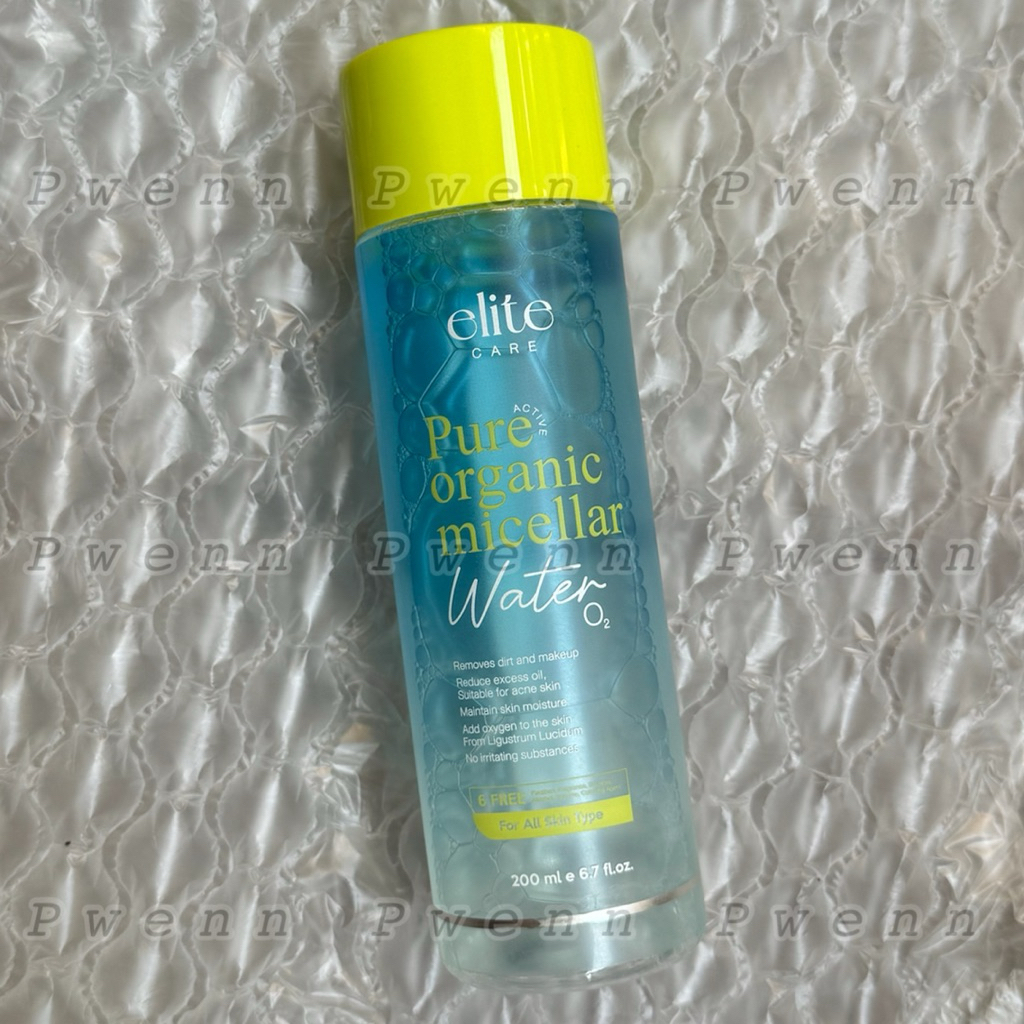 Pwenn Pwenn Pwenn
elite
CARE
ACTIVE
Pure
organic
micellar
Water
O₂
Pwenn Pwenn Pwenn
Removes dirt and makeup
Reduce excess oil,
Suitable for acne skin
Maintain skin moisture
Add oxygen to the skin
From Ligustrum Lucidum
No irritating substances
6 FREE
For All Skin Type
200 ml e 6.7 fl.oz.
Pwenn Pwenn Pwenn